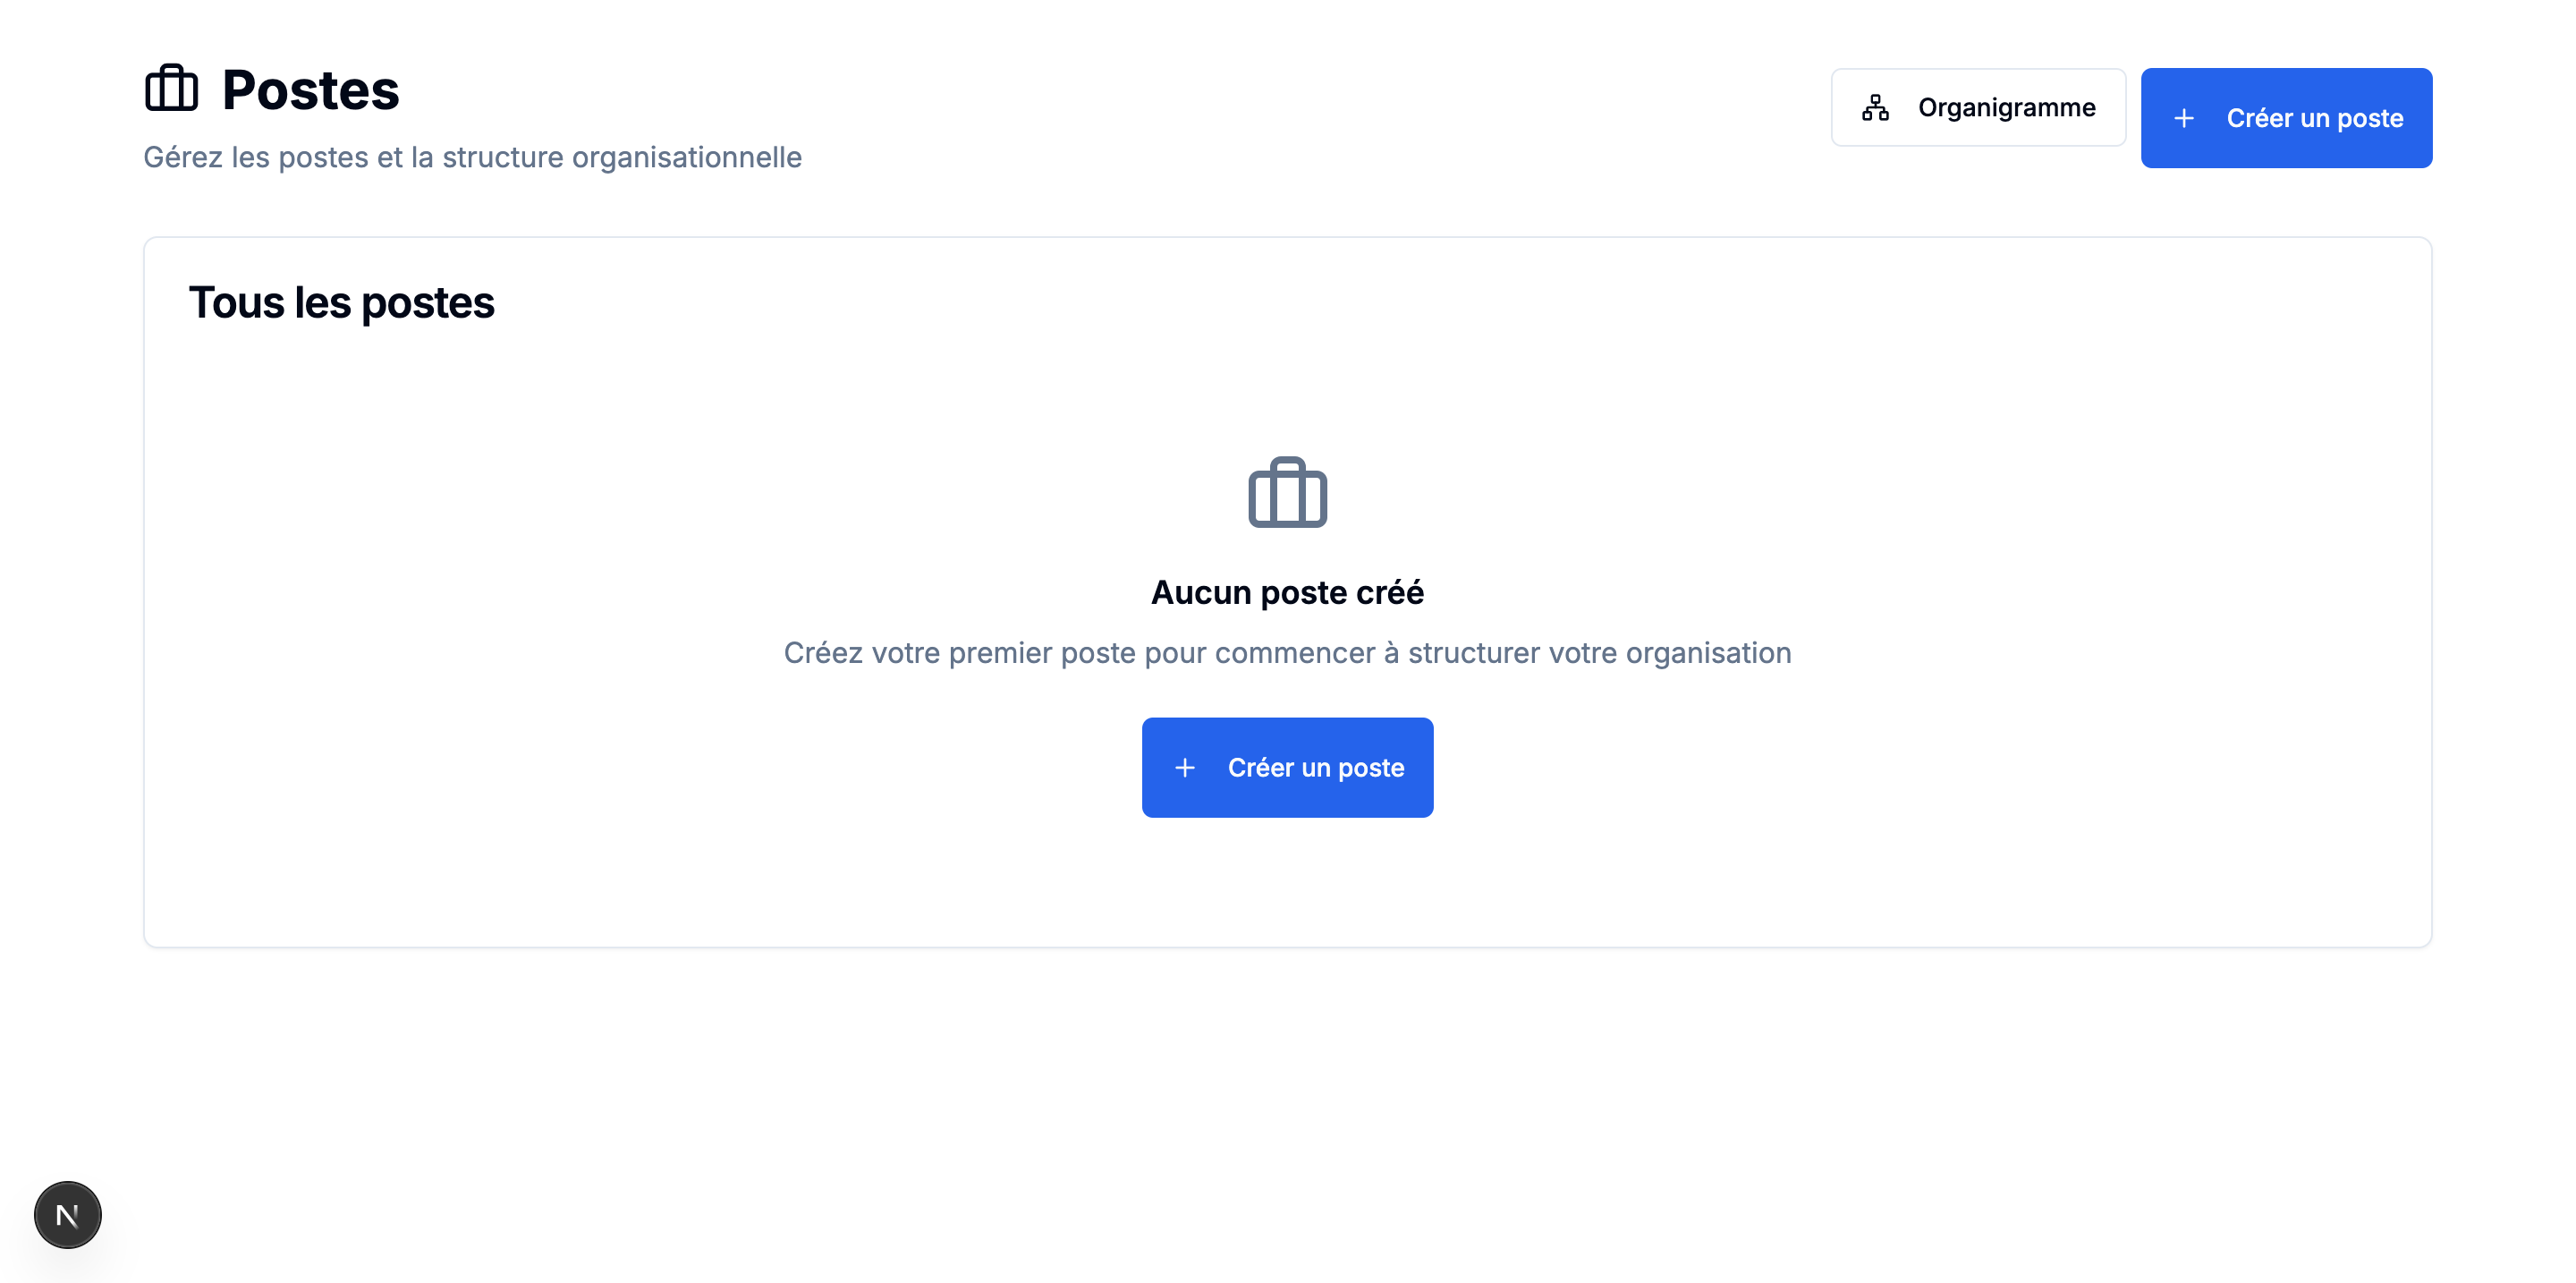 Postes
Gérez les postes et la structure organisationnelle
Organigramme
Créer un poste
Tous les postes
Aucun poste créé
Créez votre premier poste pour commencer à structurer votre organisation
Créer un poste
N